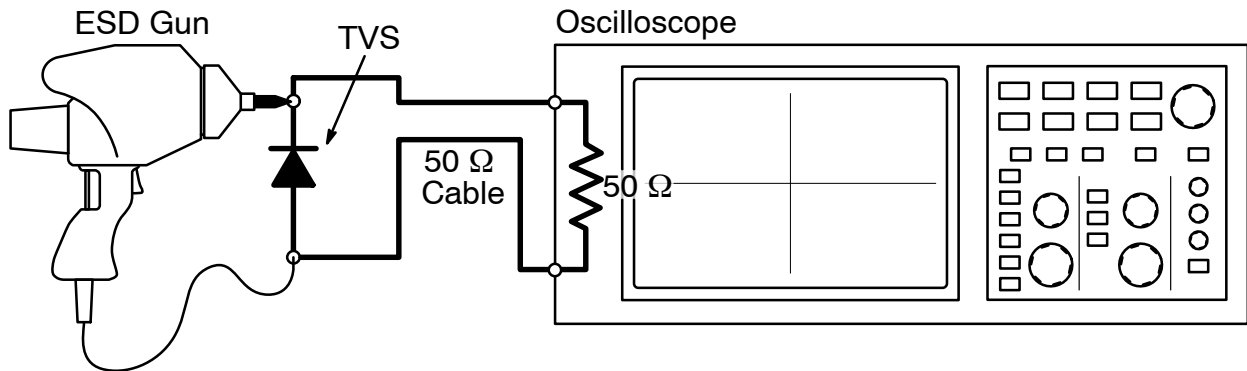 ESD Gun
TVS
Oscilloscope
50 Ω
Cable
50 Ω